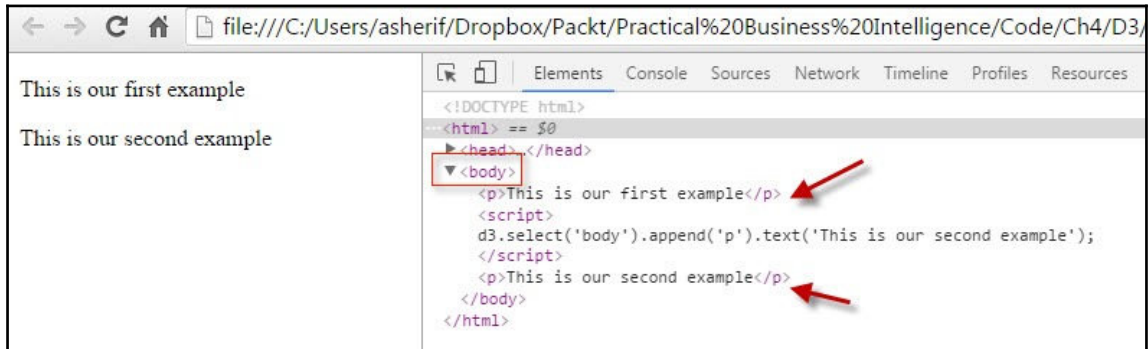 file:///C:/Users/asherif/Dropbox/Packt/Practical%20Business%20Intelligence/Code/Ch4/D3/
This is our first example
This is our second example
Elements Console Sources Network Timeline Profiles Resources
<!DOCTYPE html>
<html> == $0
<head>…</head>
<body>
<p>This is our first example</p>
<script>
d3.select('body').append('p').text('This is our second example');
</script>
<p>This is our second example</p>
</body>
</html>